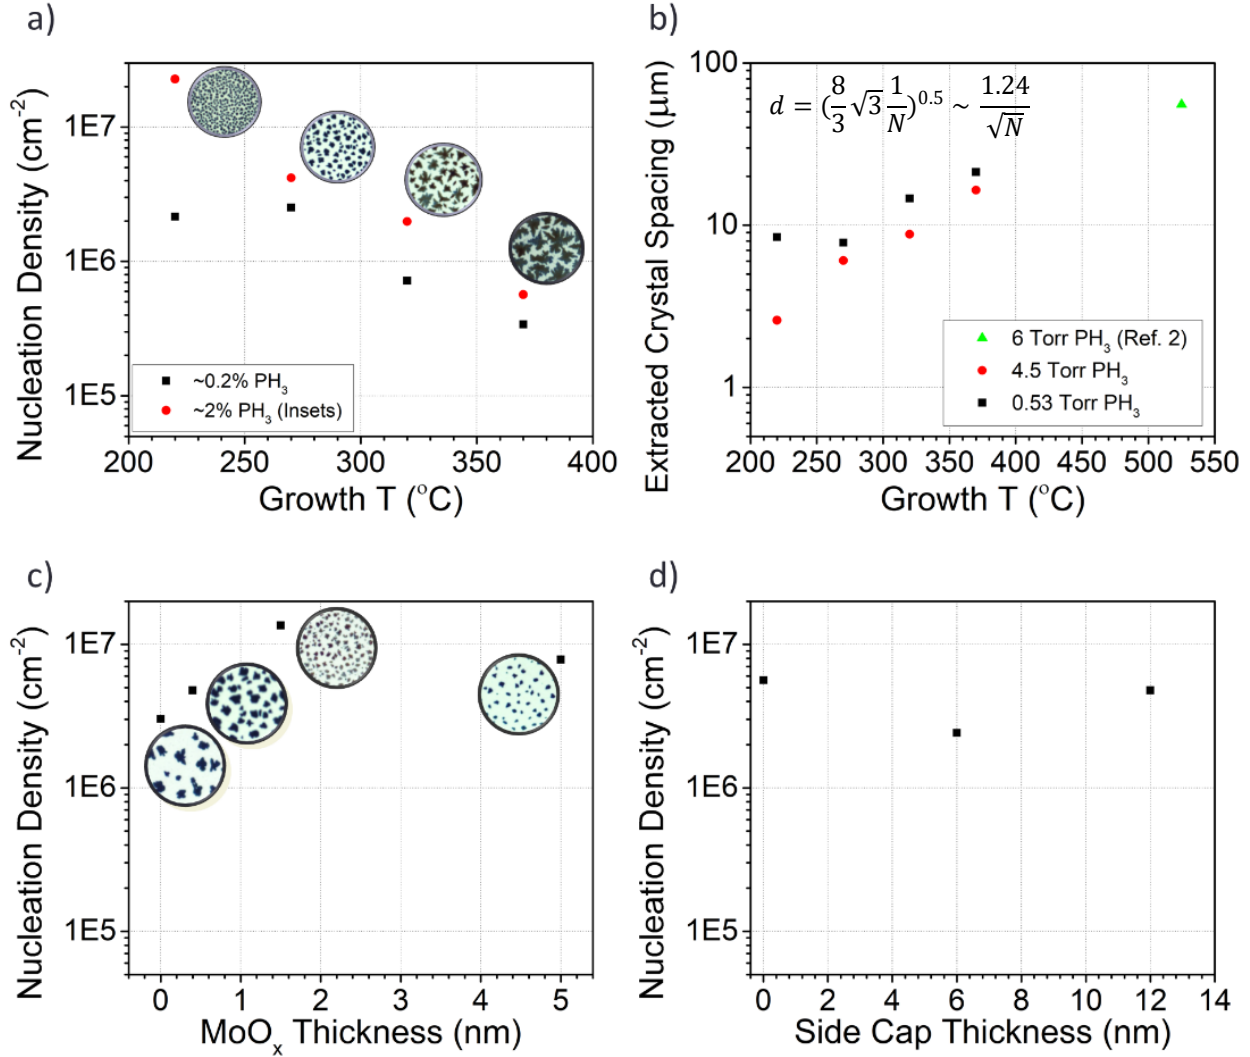 a)
Nucleation Density (cm⁻²)
1E7
1E6
1E5
~0.2% PH₃
~2% PH₃ (Insets)
200 250 300 350 400
Growth T (°C)
b)
Extracted Crystal Spacing (μm)
100
10
1
d = (8/3 √3 1/N)^0.5 ~ 1.24/√N
6 Torr PH₃ (Ref. 2)
4.5 Torr PH₃
0.53 Torr PH₃
200 250 300 350 400 450 500 550
Growth T (°C)
c)
Nucleation Density (cm⁻²)
1E7
1E6
1E5
0 1 2 3 4 5
MoOₓ Thickness (nm)
d)
Nucleation Density (cm⁻²)
1E7
1E6
1E5
0 2 4 6 8 10 12 14
Side Cap Thickness (nm)